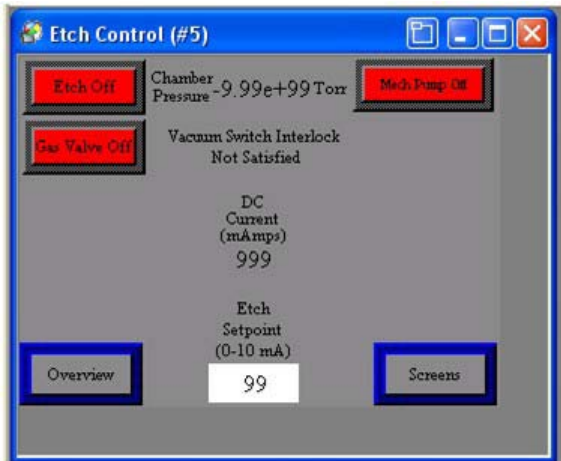 Etch Control (#5)
Etch Off
Chamber
Pressure -9.99e+99 Torr
Mech Pump Off
Gas Valve Off
Vacuum Switch Interlock
Not Satisfied
DC
Current
(mAmps)
999
Etch
Setpoint
(0-10 mA)
99
Overview
Screens